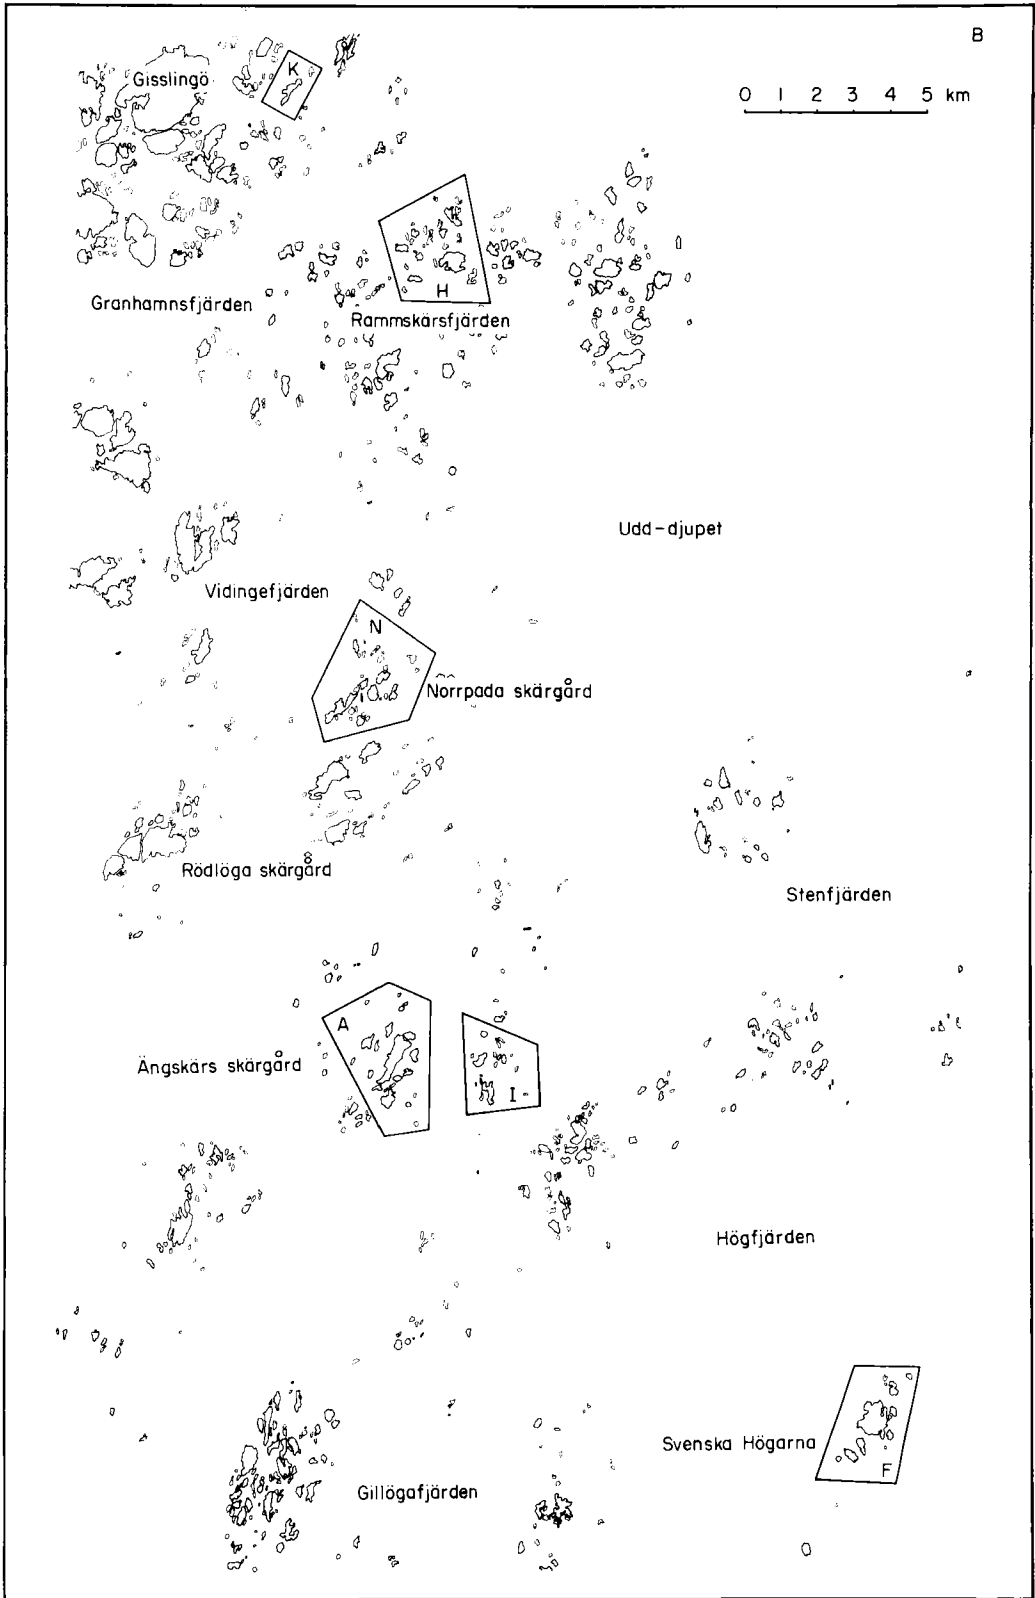 B
K
Gisslingö
0 1 2 3 4 5 km
H
Granhamnsfjärden
Rammskärsfjärden
Udd-djupet
Vidingefjärden
N
Norrpada skärgård
Rödlöga skärgård
Stenfjärden
A
Ängskärs skärgård
I
Högfjärden
Svenska Högarna
F
Gillögafjärden